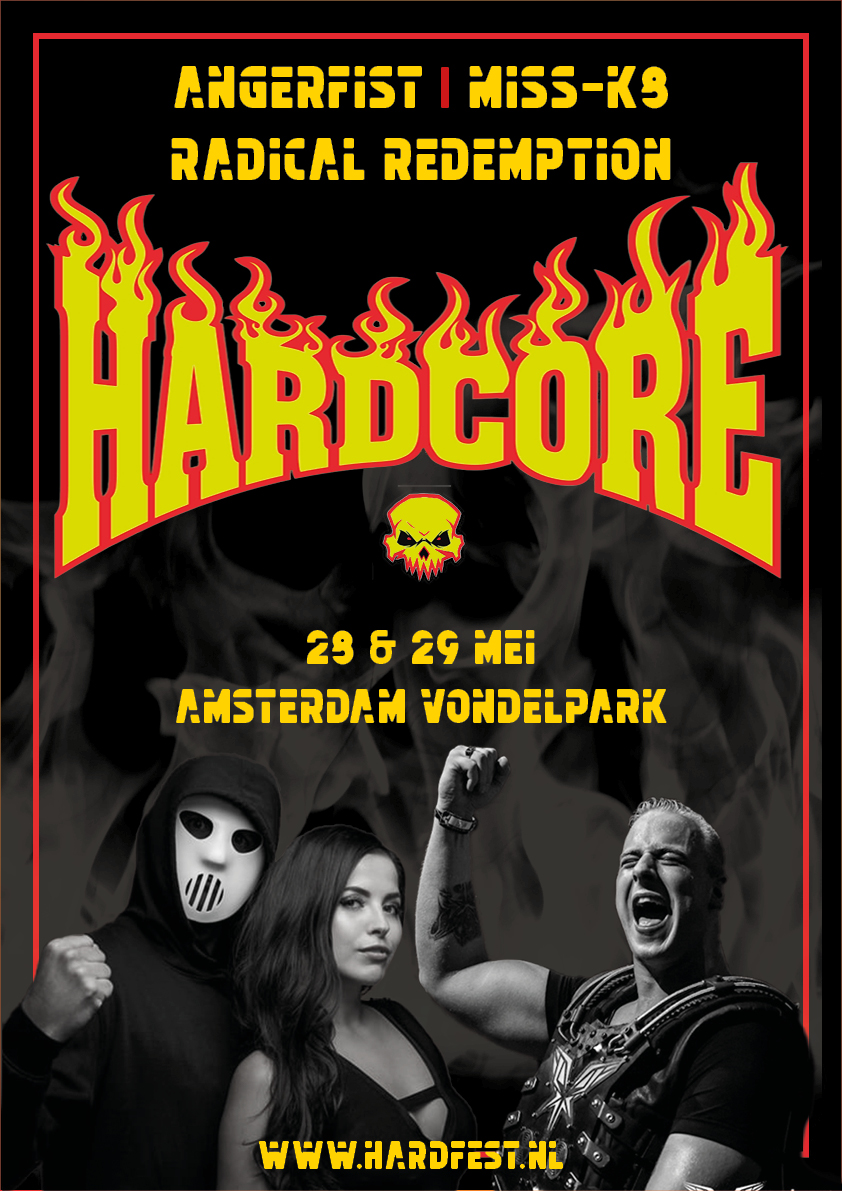 ANGERFIST | MISS-K8
RADICAL REDEMPTION
HARDCORE
28 & 29 MEI
AMSTERDAM VONDELPARK
WWW.HARDFEST.NL